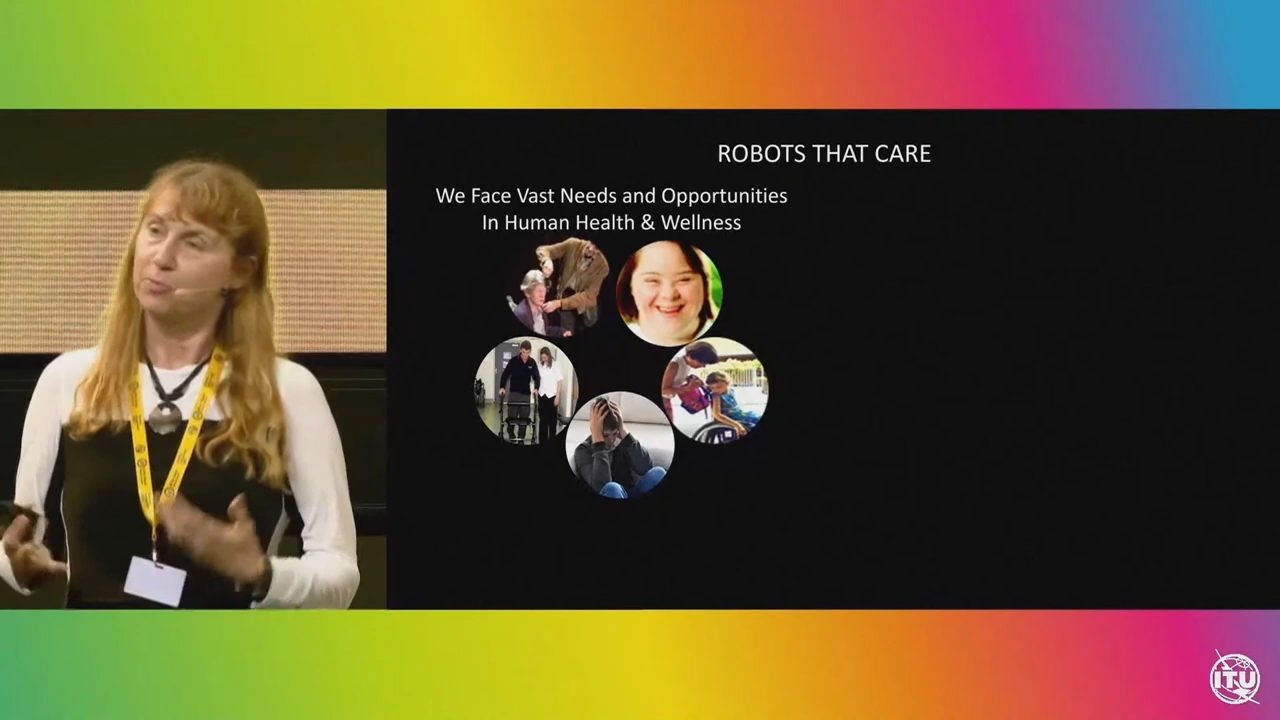 ROBOTS THAT CARE
We Face Vast Needs and Opportunities
In Human Health & Wellness
ITU